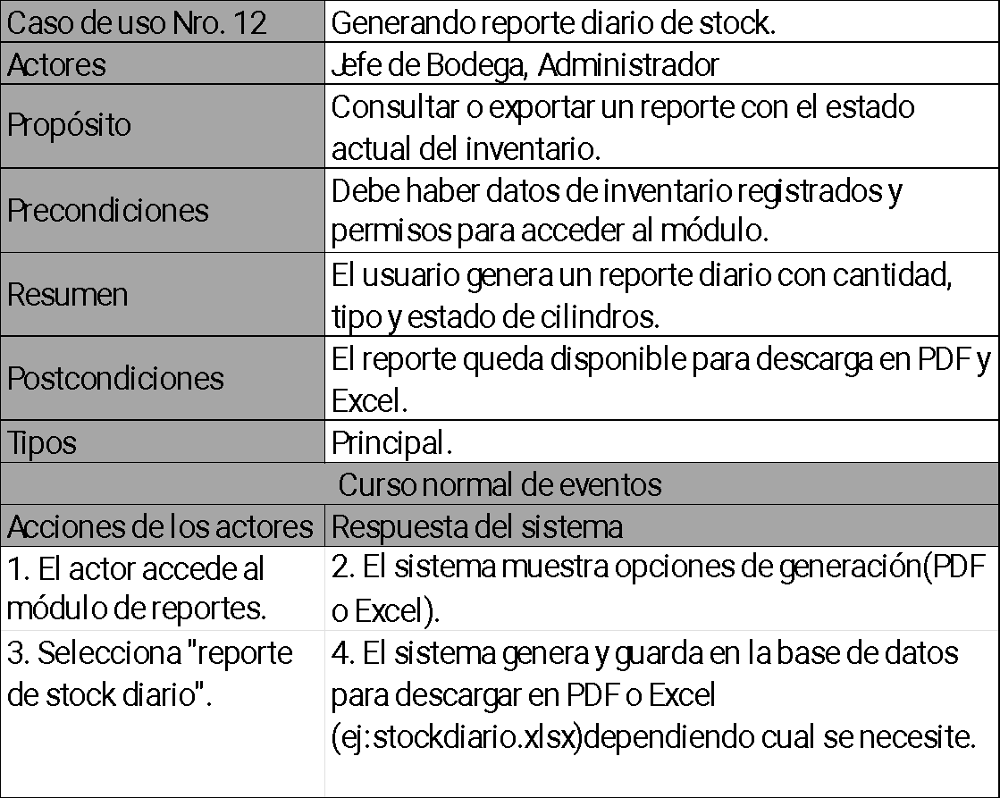 Caso de uso Nro. 12
Generando reporte diario de stock.
Actores
Jefe de Bodega, Administrador
Propósito
Consultar o exportar un reporte con el estado
actual del inventario.
Precondiciones
Debe haber datos de inventario registrados y
permisos para acceder al módulo.
Resumen
El usuario genera un reporte diario con cantidad,
tipo y estado de cilindros.
Postcondiciones
El reporte queda disponible para descarga en PDF y
Excel.
Tipos
Principal.
Curso normal de eventos
Acciones de los actores
Respuesta del sistema
1. El actor accede al
módulo de reportes.
2. El sistema muestra opciones de generación(PDF
o Excel).
3. Selecciona "reporte
de stock diario".
4. El sistema genera y guarda en la base de datos
para descargar en PDF o Excel
(ej:stockdiario.xlsx)dependiendo cual se necesite.